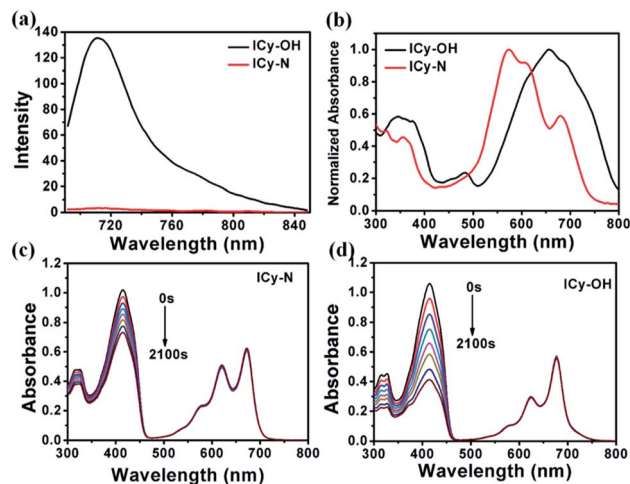 (a)
140
120
100
80
60
40
20
0
Intensity
ICy-OH
ICy-N
720
760
800
840
Wavelength (nm)
(b)
1.0
0.8
0.6
0.4
0.2
0.0
Normalized Absorbance
ICy-OH
ICy-N
300 400 500 600 700 800
Wavelength (nm)
(c)
1.2
1.0
0.8
0.6
0.4
0.2
0.0
Absorbance
ICy-N
0s
2100s
300 400 500 600 700 800
Wavelength (nm)
(d)
1.2
1.0
0.8
0.6
0.4
0.2
0.0
Absorbance
ICy-OH
0s
2100s
300 400 500 600 700 800
Wavelength (nm)